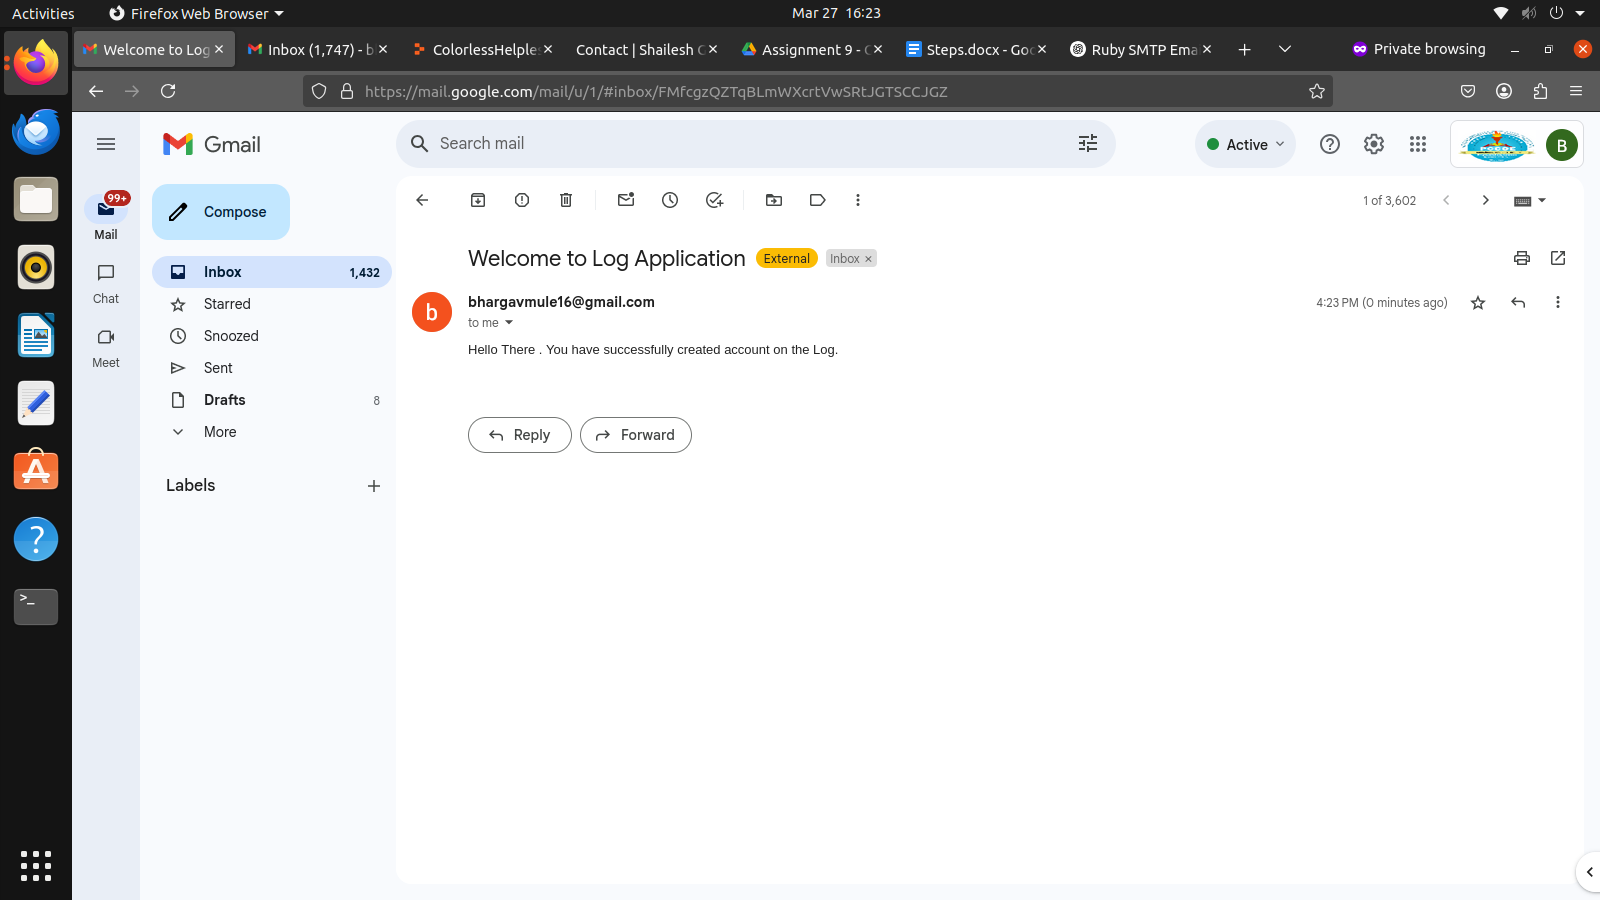 Activities Firefox Web Browser Mar 27 16:23
Welcome to Log Inbox (1,747) - b ColorlessHelples Contact | Shailesh C Assignment 9 - G Steps.docx - Goo Ruby SMTP Ema Private browsing
https://mail.google.com/mail/u/1/#inbox/FMfcgzQZTqBLmWXcrtVwSRtJGTSCCJGZ
Gmail Search mail Active B
99+
Mail
Chat
Meet
Compose
Inbox 1,432
Starred
Snoozed
Sent
Drafts 8
More
Labels
1 of 3,602
Welcome to Log Application External Inbox ×
b bhargavmule16@gmail.com 4:23 PM (0 minutes ago)
to me
Hello There . You have successfully created account on the Log.
Reply Forward